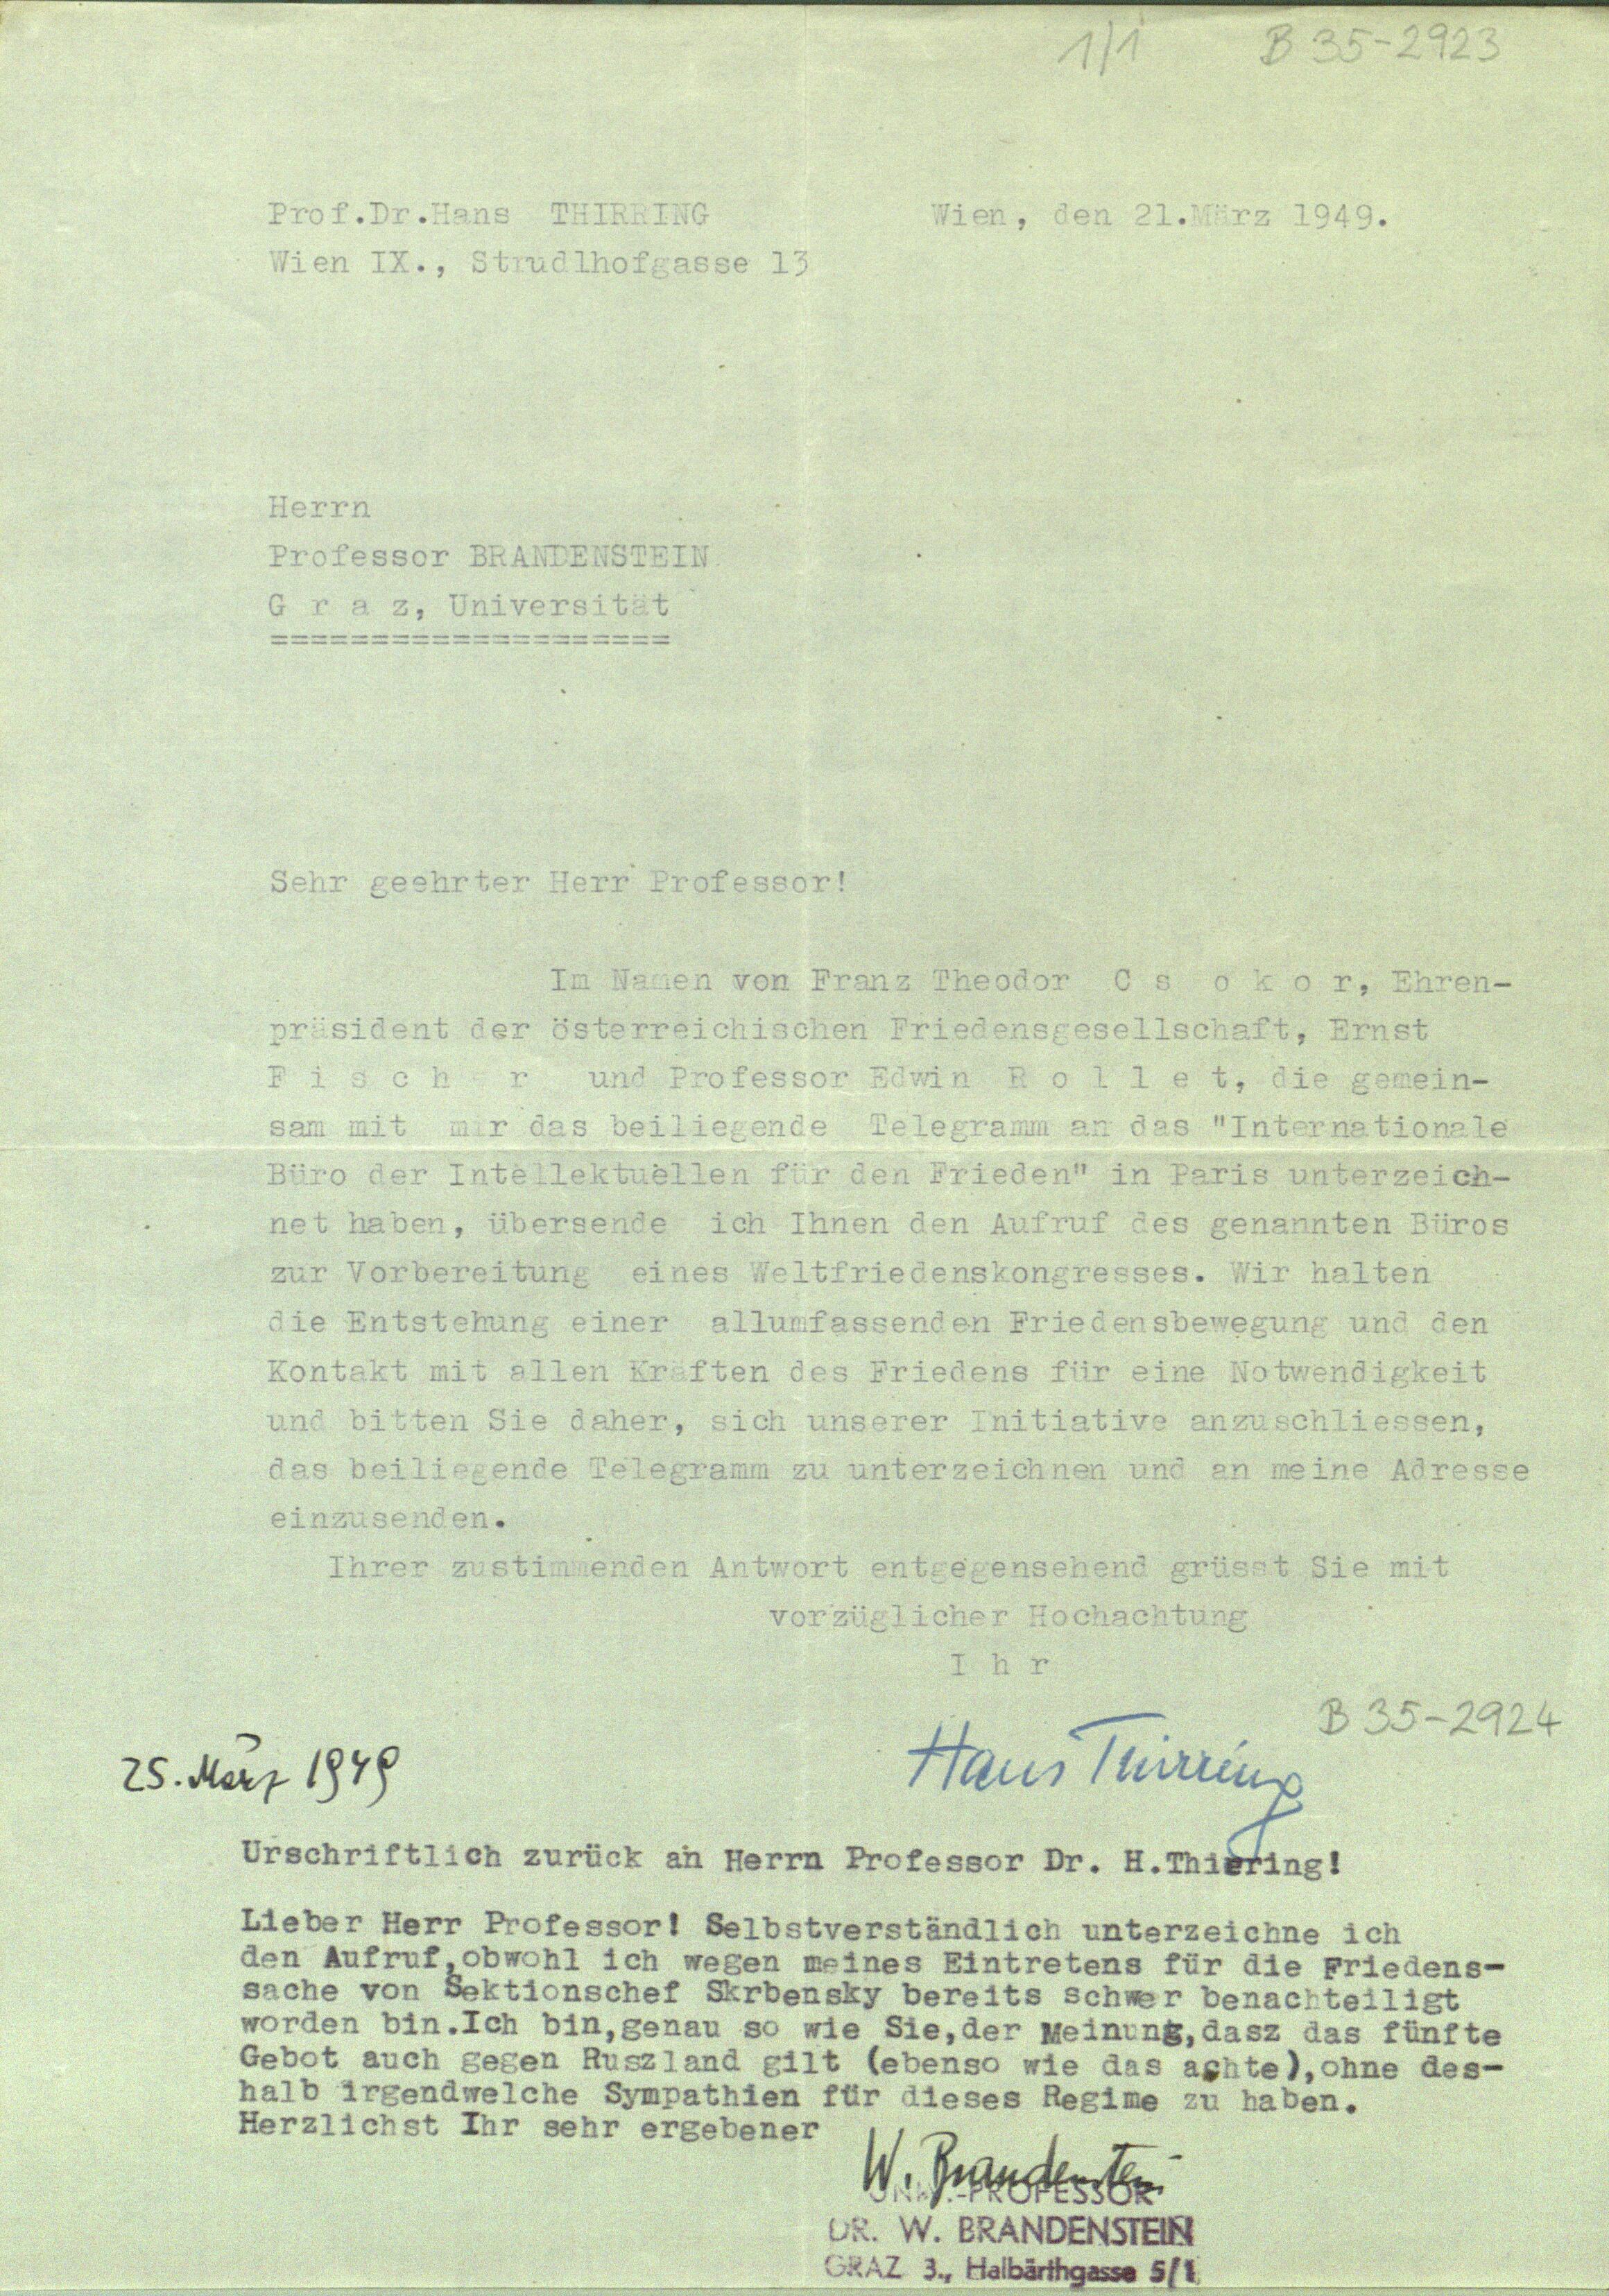 1/1 B 35-2923
Prof.Dr.Hans THIRRING Wien, den 21.März 1949.
Wien IX., Strudlhofgasse 13
Herrn
Professor BRANDENSTEIN
G r a z, Universität
====================
Sehr geehrter Herr Professor!
Im Namen von Franz Theodor C s o k o r, Ehren-
präsident der österreichischen Friedensgesellschaft, Ernst
F i s c h e r und Professor Edwin R o l l e t, die gemein-
sam mit mir das beiliegende Telegramm an das "Internationale
Büro der Intellektuellen für den Frieden" in Paris unterzeich-
net haben, übersende ich Ihnen den Aufruf des genannten Büros
zur Vorbereitung eines Weltfriedenskongresses. Wir halten
die Entstehung einer allumfassenden Friedensbewegung und den
Kontakt mit allen Kräften des Friedens für eine Notwendigkeit
und bitten Sie daher, sich unserer Initiative anzuschliessen,
das beiliegende Telegramm zu unterzeichnen und an meine Adresse
einzusenden.
Ihrer zustimmenden Antwort entgegensehend grüsst Sie mit
vorzüglicher Hochachtung
I h r
B 35-2924
Hans Thirring
25. März 1949
Urschriftlich zurück an Herrn Professor Dr. H.Thierring!
Lieber Herr Professor! Selbstverständlich unterzeichne ich
den Aufruf,obwohl ich wegen meines Eintretens für die Friedens-
sache von Sektionschef Skrbensky bereits schwer benachteiligt
worden bin.Ich bin,genau so wie Sie,der Meinung,dasz das fünfte
Gebot auch gegen Ruszland gilt (ebenso wie das achte),ohne des-
halb irgendwelche Sympathien für dieses Regime zu haben.
Herzlichst Ihr sehr ergebener
W. Brandenstein
UNIV.-PROFESSOR
DR. W. BRANDENSTEIN
GRAZ 3., Halbärthgasse 5/1